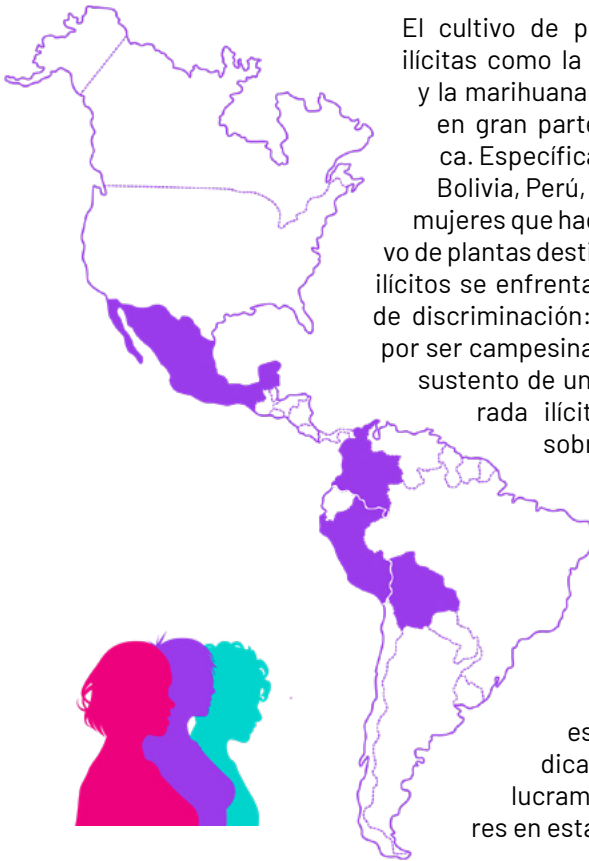 El cultivo de p
ilícitas como la
y la marihuana
en gran parte
ca. Específica
Bolivia, Perú,
mujeres que hac
vo de plantas desti
ilícitos se enfrenta
de discriminación:
por ser campesina
sustento de un
rada ilícit
sobr
es
dica
lucram
res en esta